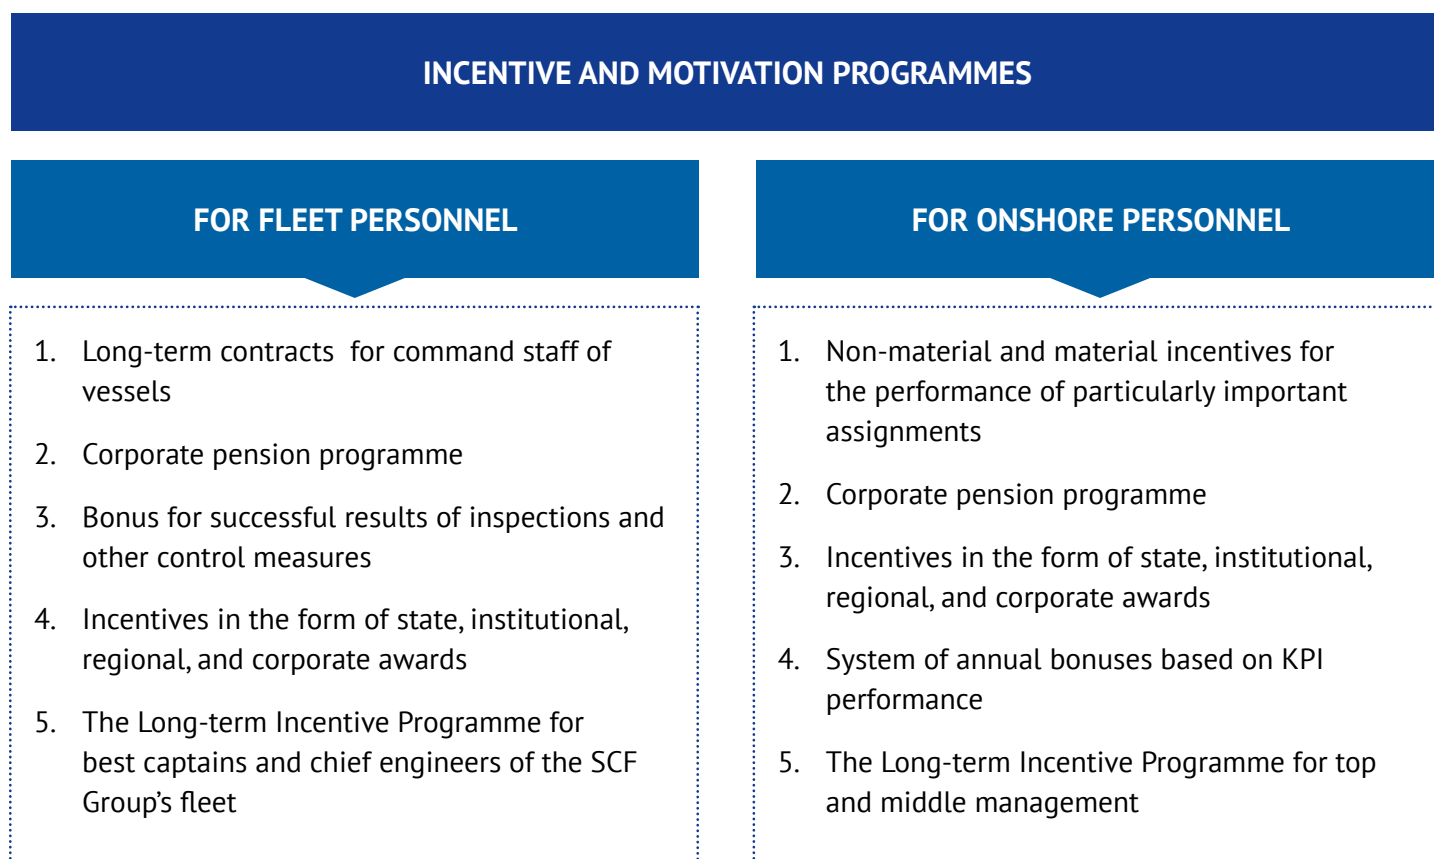 INCENTIVE AND MOTIVATION PROGRAMMES
FOR FLEET PERSONNEL
1. Long-term contracts for command staff of
vessels
2. Corporate pension programme
3. Bonus for successful results of inspections and
other control measures
4. Incentives in the form of state, institutional,
regional, and corporate awards
5. The Long-term Incentive Programme for
best captains and chief engineers of the SCF
Group’s fleet
FOR ONSHORE PERSONNEL
1. Non-material and material incentives for
the performance of particularly important
assignments
2. Corporate pension programme
3. Incentives in the form of state, institutional,
regional, and corporate awards
4. System of annual bonuses based on KPI
performance
5. The Long-term Incentive Programme for top
and middle management